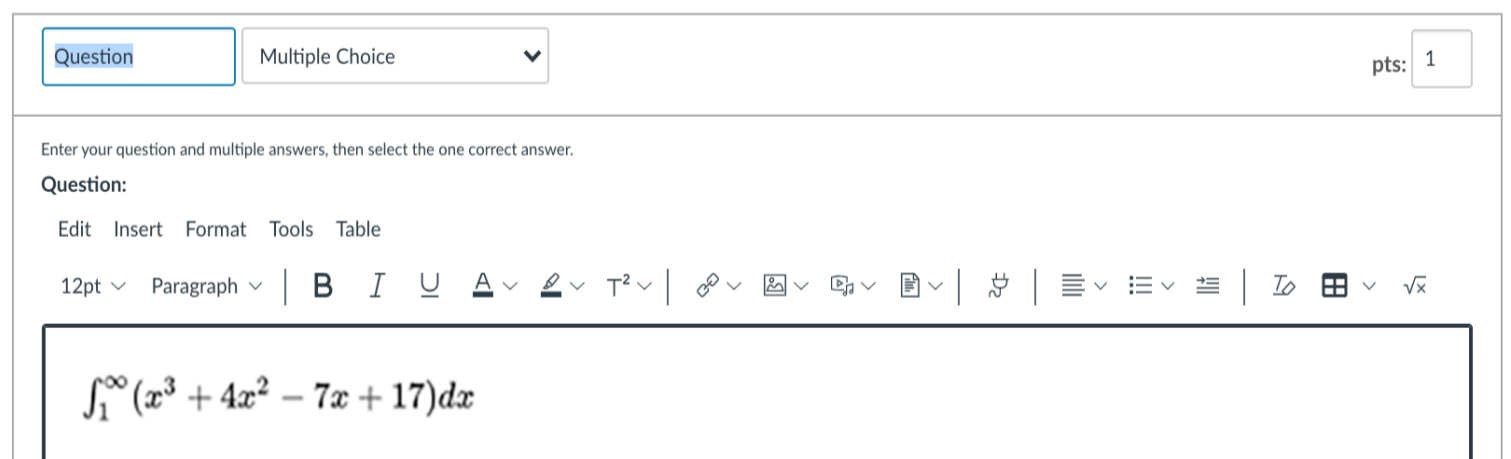 Question Multiple Choice pts: 1
Enter your question and multiple answers, then select the one correct answer.
Question:
Edit Insert Format Tools Table
12pt Paragraph B I U A T² √x
∫₁^∞ (x³ + 4x² − 7x + 17)dx